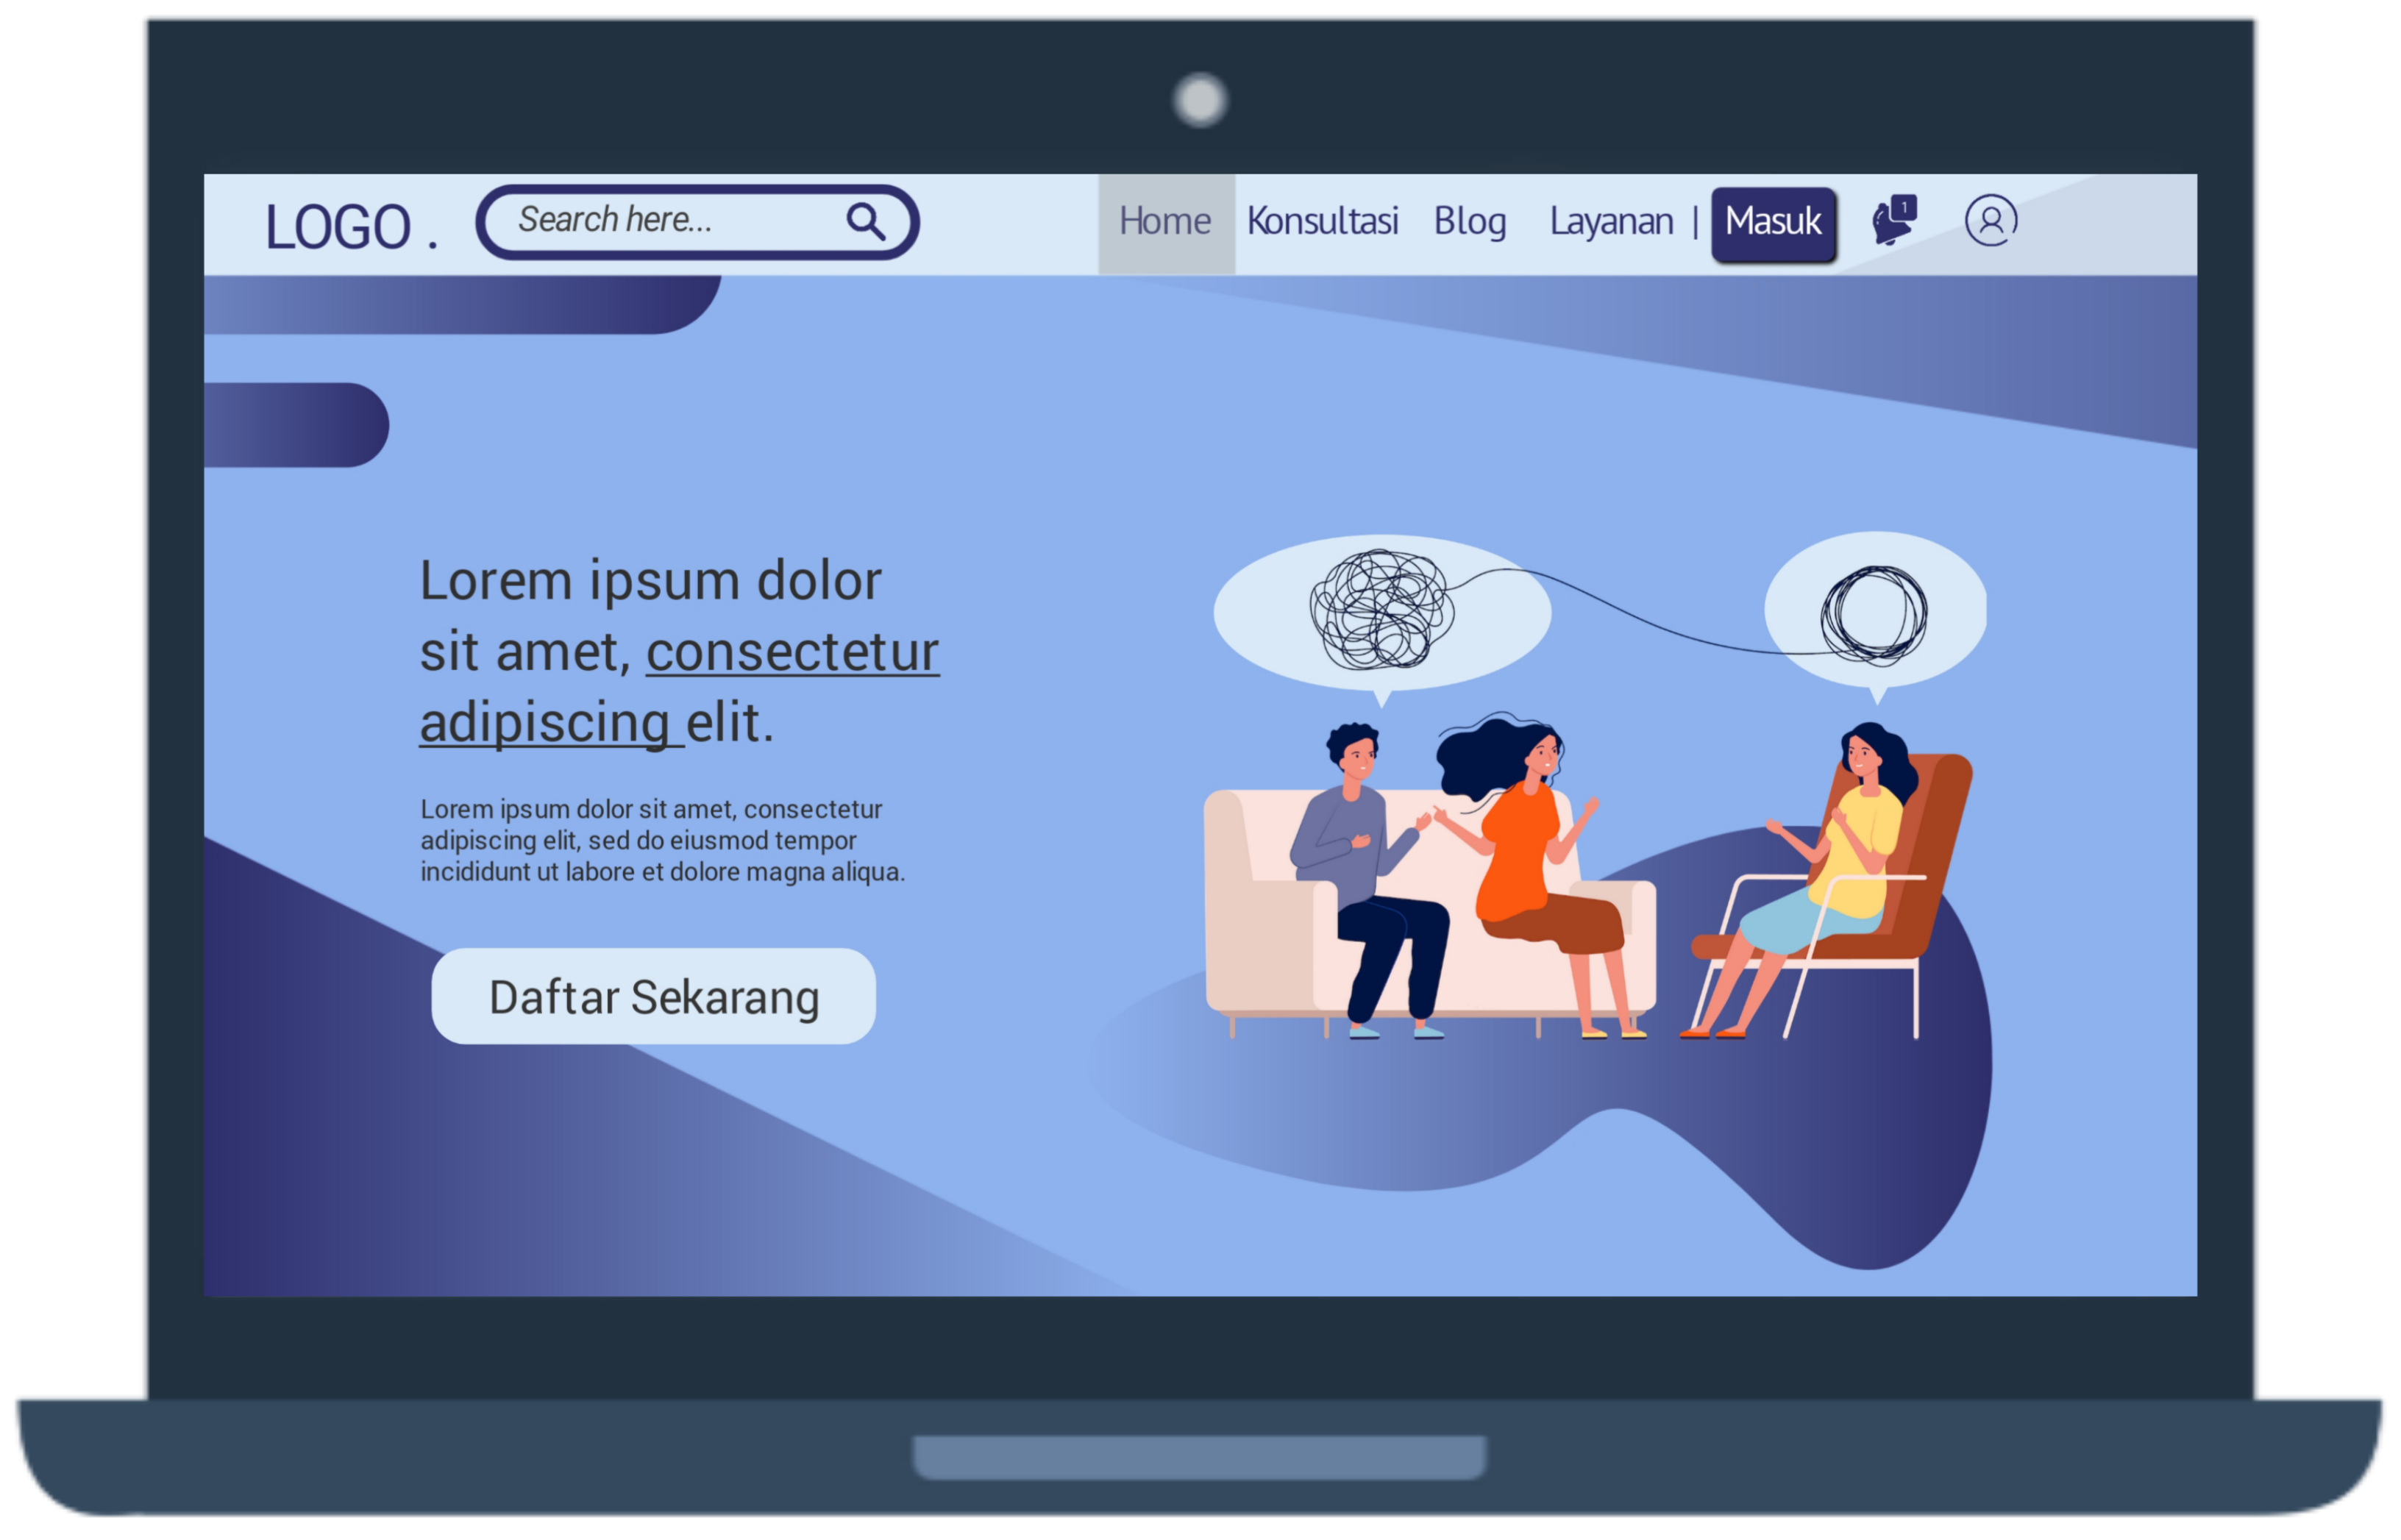 LOGO .
Search here...
Home Konsultasi Blog Layanan | Masuk 1
Lorem ipsum dolor
sit amet, consectetur
adipiscing elit.
Lorem ipsum dolor sit amet, consectetur
adipiscing elit, sed do eiusmod tempor
incididunt ut labore et dolore magna aliqua.
Daftar Sekarang